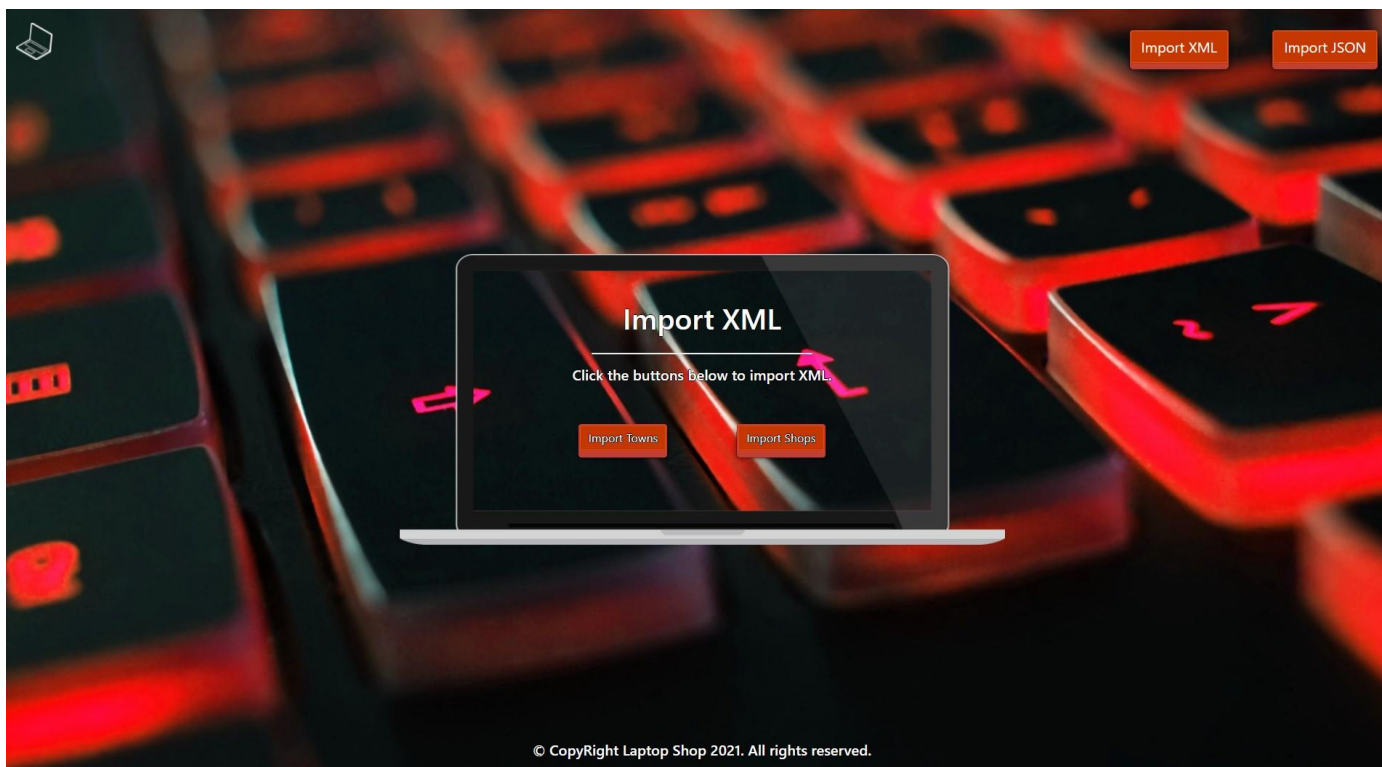 Import XML
Import JSON
Import XML
Click the buttons below to import XML.
Import Towns
Import Shops
© CopyRight Laptop Shop 2021. All rights reserved.